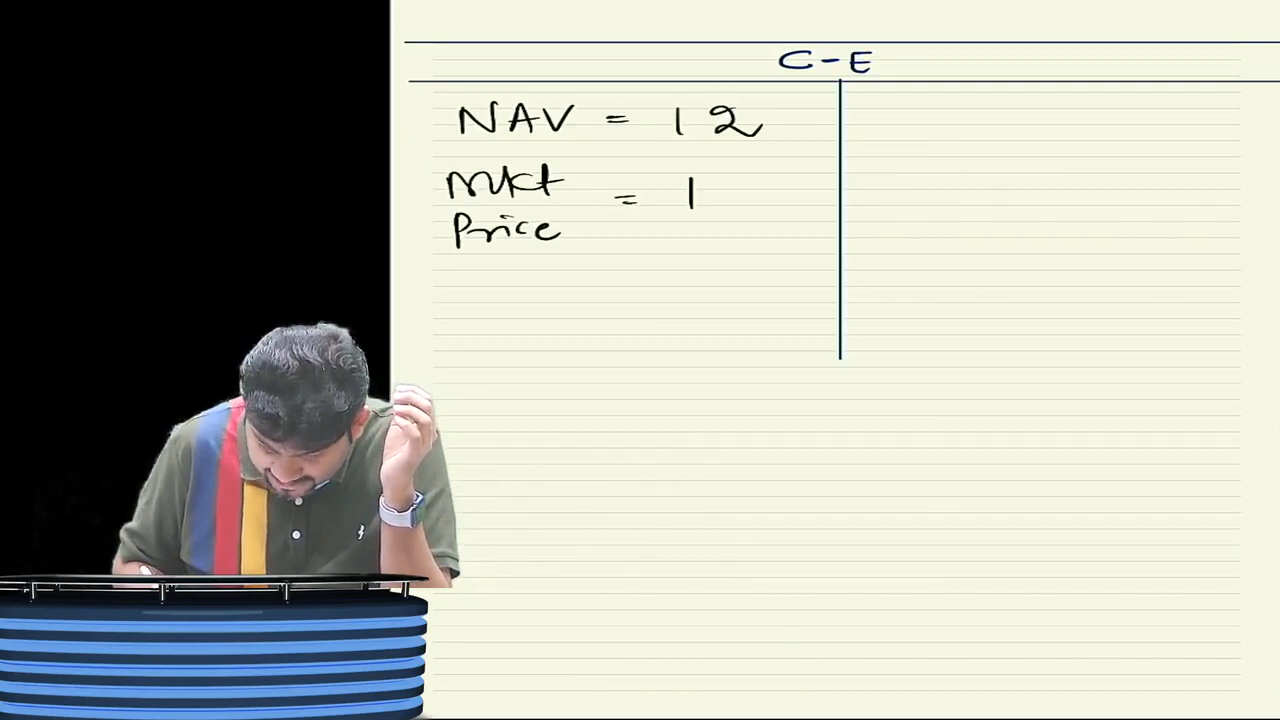 C-E
NAV = 12
Mkt Price = 1